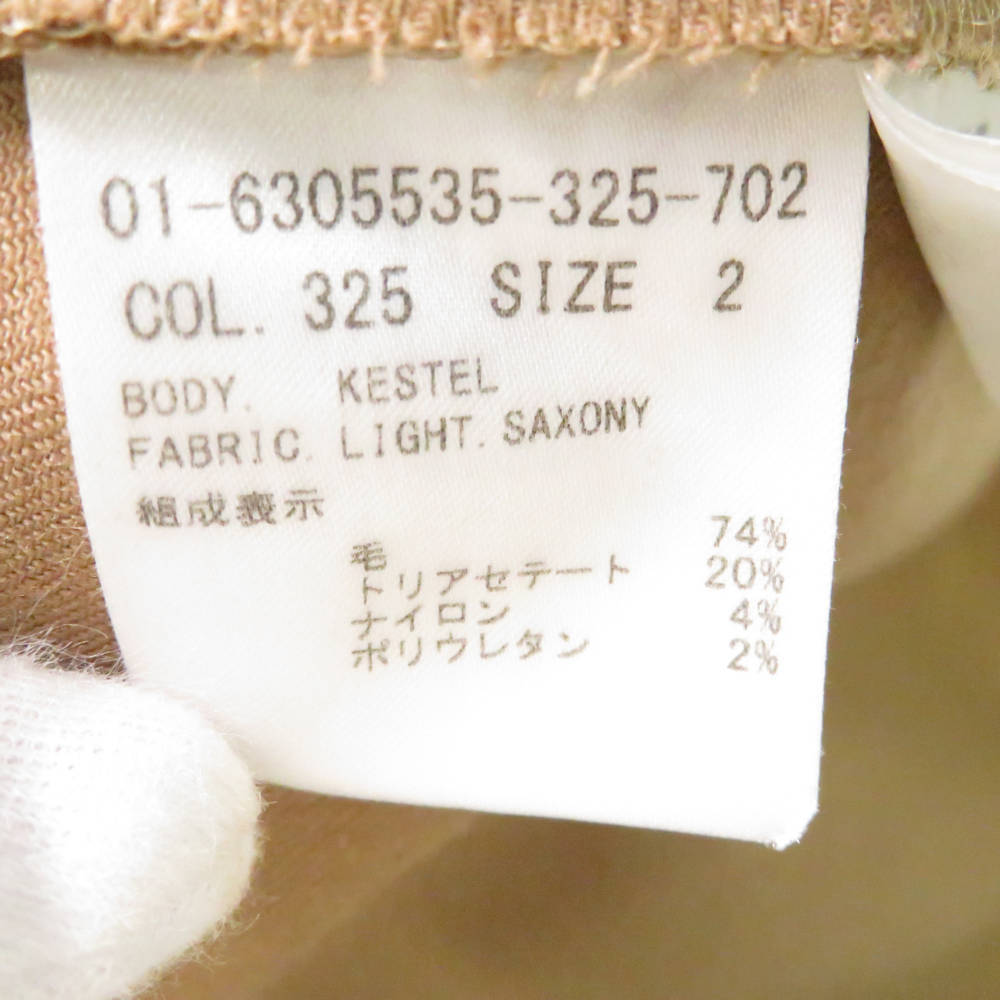 01-6305535-325-702
COL. 325 SIZE 2
BODY. KESTEL
FABRIC. LIGHT. SAXONY
組成表示
毛 74%
トリアセテート 20%
ナイロン 4%
ポリウレタン 2%